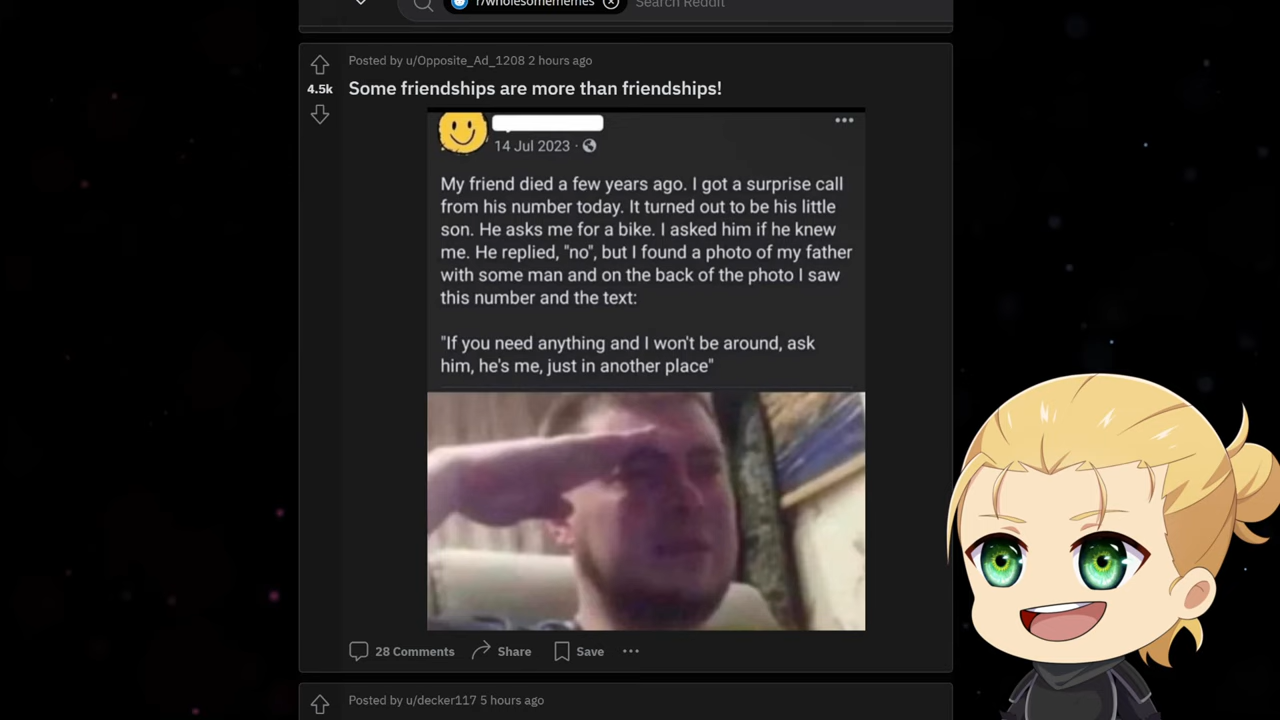 r/wholesomememes
Search Reddit
Posted by u/Opposite_Ad_1208 2 hours ago
4.5k
Some friendships are more than friendships!
14 Jul 2023 ·
My friend died a few years ago. I got a surprise call
from his number today. It turned out to be his little
son. He asks me for a bike. I asked him if he knew
me. He replied, "no", but I found a photo of my father
with some man and on the back of the photo I saw
this number and the text:
"If you need anything and I won't be around, ask
him, he's me, just in another place"
28 Comments Share Save
Posted by u/decker117 5 hours ago